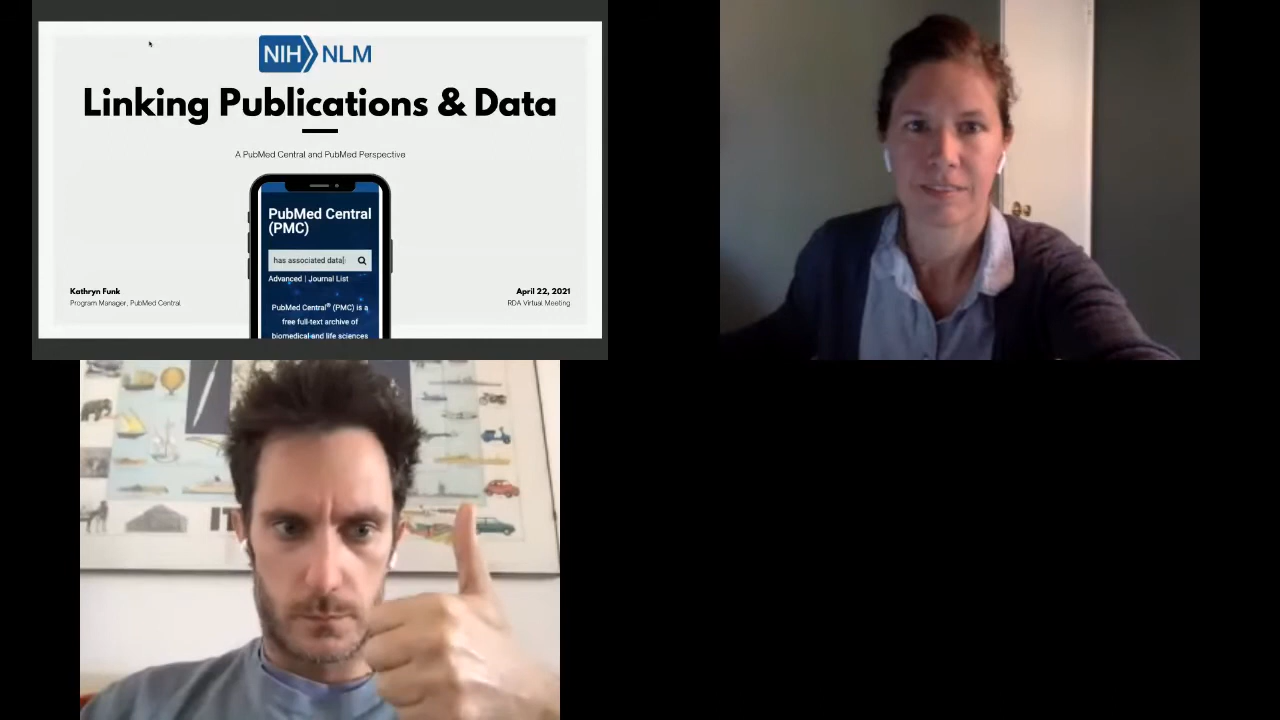 NIH NLM
Linking Publications & Data
A PubMed Central and PubMed Perspective
PubMed Central
(PMC)
has associated data
Advanced | Journal List
PubMed Central® (PMC) is a
free full-text archive of
biomedical and life sciences
Kathryn Funk
Program Manager, PubMed Central
April 22, 2021
RDA Virtual Meeting
IT